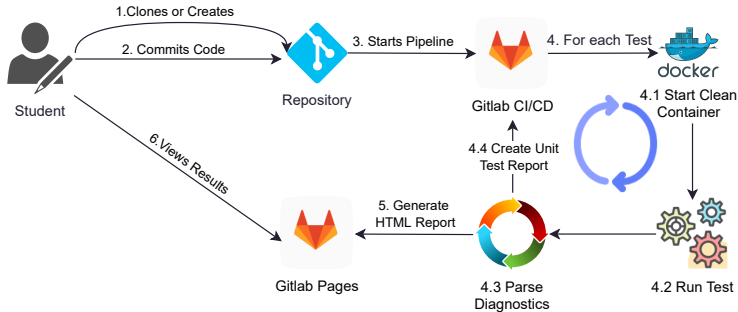 1.Clones or Creates
2. Commits Code
3. Starts Pipeline
4. For each Test
docker
Student
Repository
Gitlab CI/CD
4.1 Start Clean
Container
4.4 Create Unit
Test Report
6.Views Results
5. Generate
HTML Report
Gitlab Pages
4.3 Parse
Diagnostics
4.2 Run Test